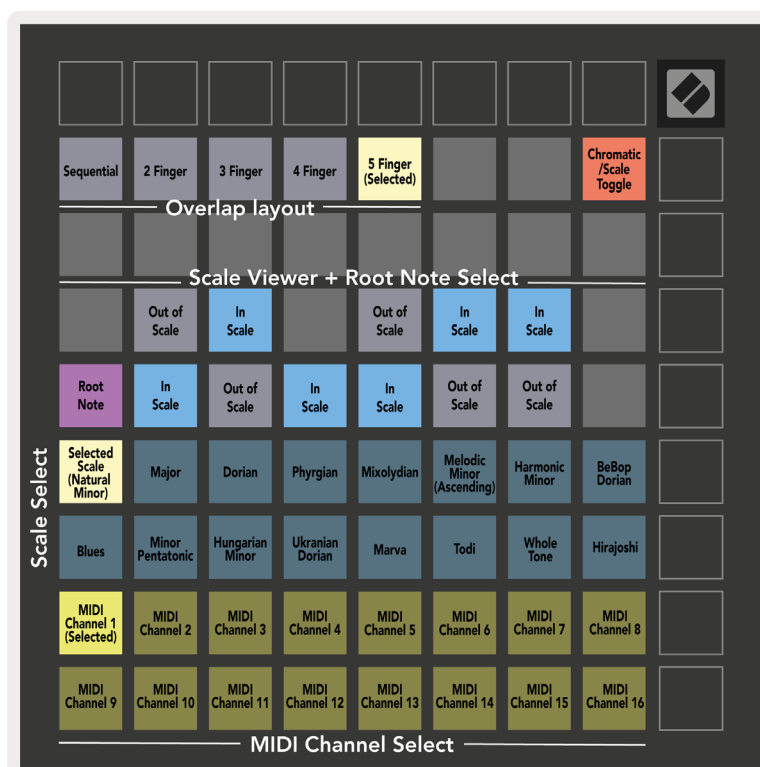 Sequential
2 Finger
3 Finger
4 Finger
5 Finger
(Selected)
Chromatic
/Scale
Toggle
Overlap layout
Scale Viewer + Root Note Select
Out of
Scale
In
Scale
Out of
Scale
In
Scale
In
Scale
Root
Note
In
Scale
Out of
Scale
In
Scale
In
Scale
Out of
Scale
Out of
Scale
Scale Select
Selected
Scale
(Natural
Minor)
Major
Dorian
Phyrgian
Mixolydian
Melodic
Minor
(Ascending)
Harmonic
Minor
BeBop
Dorian
Blues
Minor
Pentatonic
Hungarian
Minor
Ukranian
Dorian
Marva
Todi
Whole
Tone
Hirajoshi
MIDI
Channel 1
(Selected)
MIDI
Channel 2
MIDI
Channel 3
MIDI
Channel 4
MIDI
Channel 5
MIDI
Channel 6
MIDI
Channel 7
MIDI
Channel 8
MIDI
Channel 9
MIDI
Channel 10
MIDI
Channel 11
MIDI
Channel 12
MIDI
Channel 13
MIDI
Channel 14
MIDI
Channel 15
MIDI
Channel 16
MIDI Channel Select